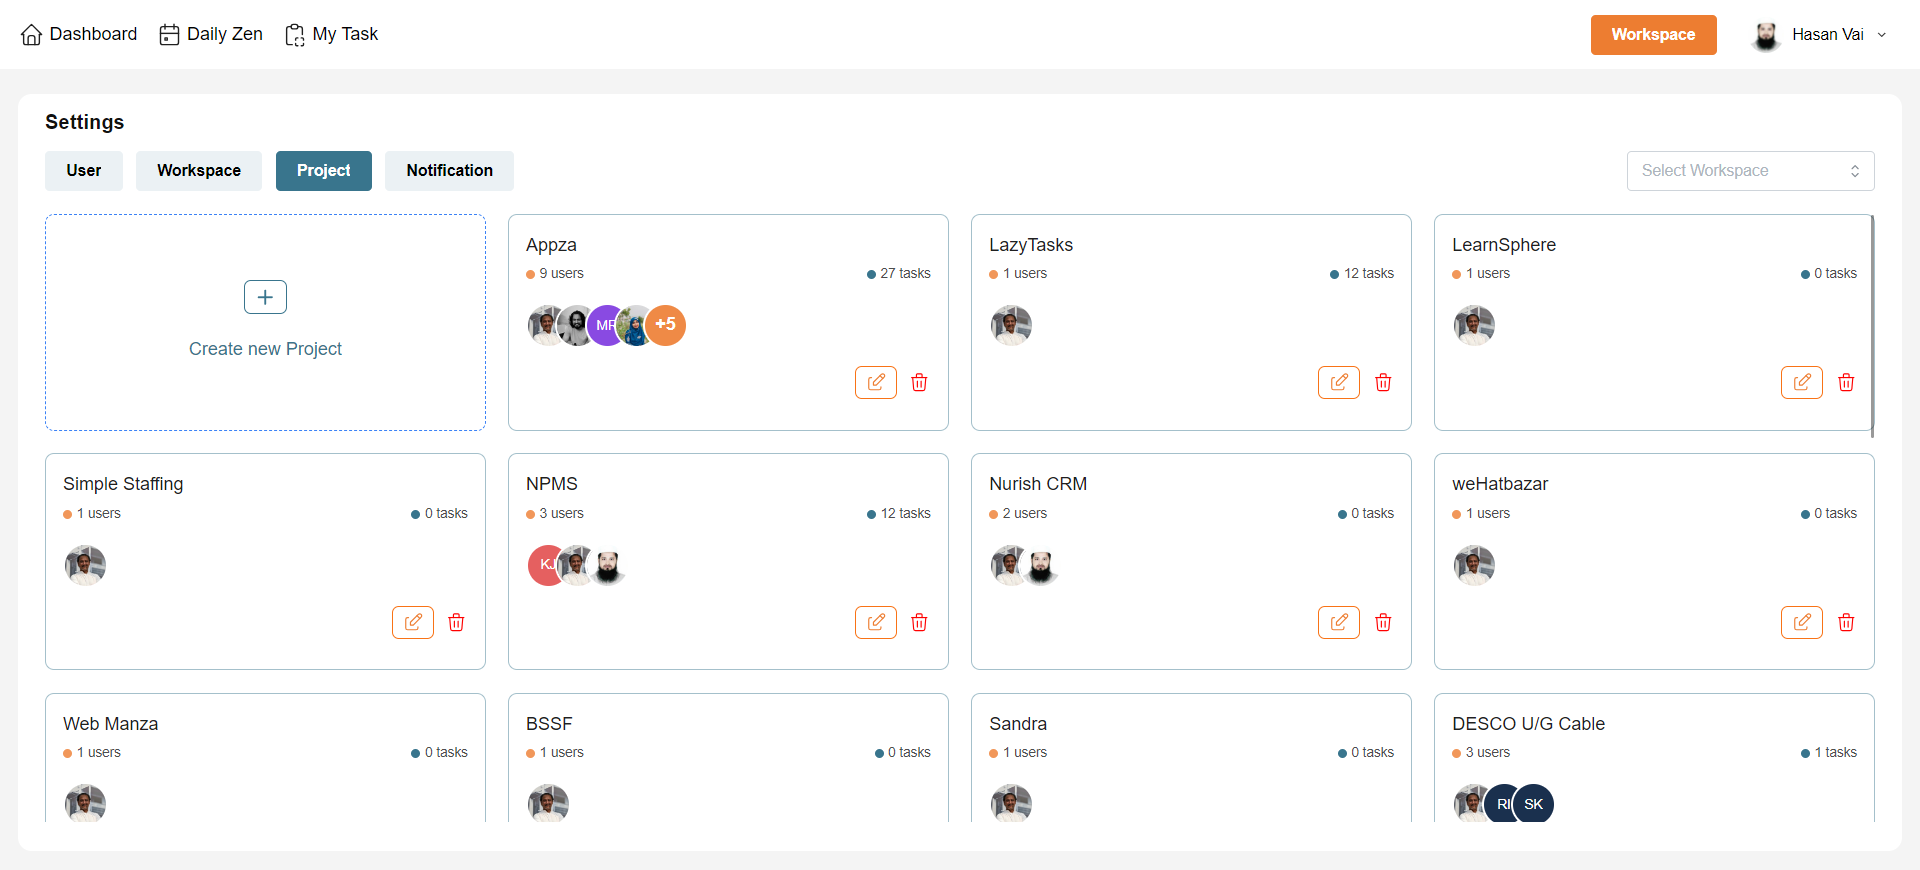 Dashboard Daily Zen My Task Workspace Hasan Vai
Settings
User Workspace Project Notification Select Workspace
Create new Project
Appza
9 users 27 tasks
MR +5
LazyTasks
1 users 12 tasks
LearnSphere
1 users 0 tasks
Simple Staffing
1 users 0 tasks
NPMS
3 users 12 tasks
KJ
Nurish CRM
2 users 0 tasks
weHatbazar
1 users 0 tasks
Web Manza
1 users 0 tasks
BSSF
1 users 0 tasks
Sandra
1 users 0 tasks
DESCO U/G Cable
3 users 1 tasks
RI SK